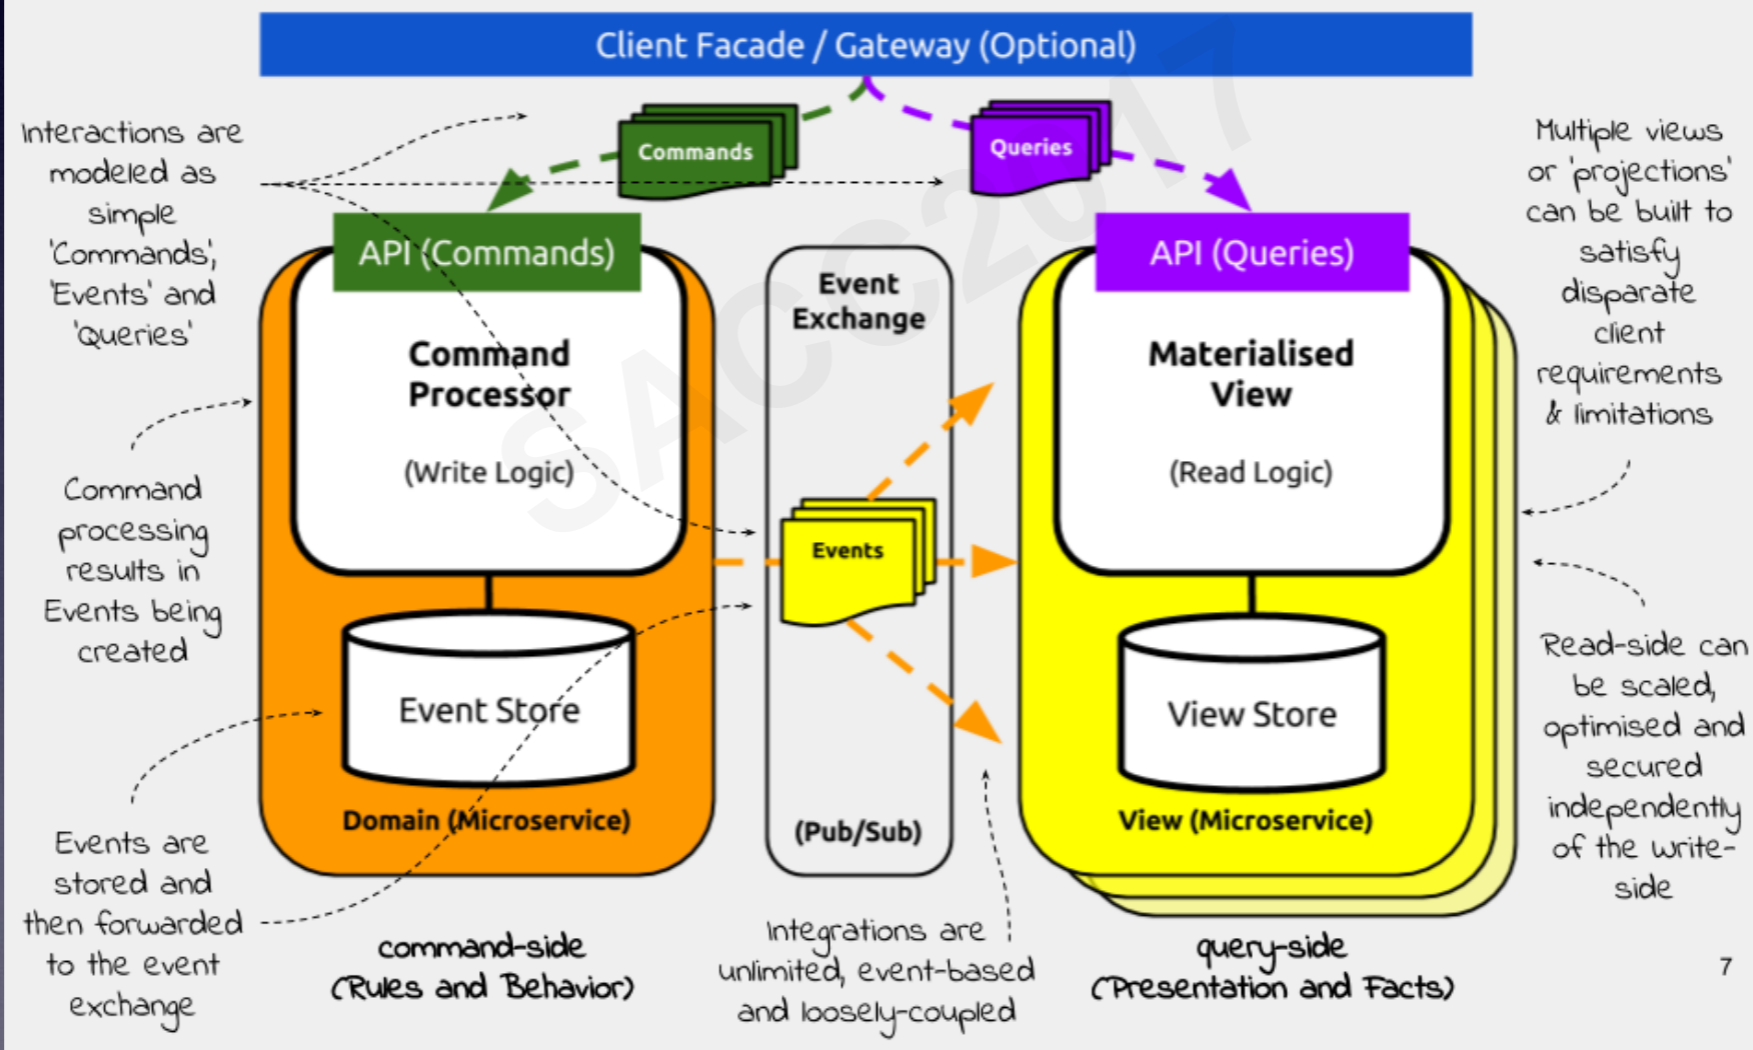 Client Facade / Gateway (Optional)
Interactions are
modeled as
simple
'Commands',
'Events' and
'Queries'
Commands
Queries
Multiple views
or 'projections'
can be built to
satisfy
disparate
client
requirements
& limitations
API (Commands)
Command
Processor
(Write Logic)
Event
Exchange
API (Queries)
Materialised
View
(Read Logic)
Command
processing
results in
Events being
created
Events
Event Store
Domain (Microservice)
(Pub/Sub)
View Store
View (Microservice)
Read-side can
be scaled,
optimised and
secured
independently
of the write-
side
Events are
stored and
then forwarded
to the event
exchange
command-side
(Rules and Behavior)
Integrations are
unlimited, event-based
and loosely-coupled
query-side
(Presentation and Facts)
7
SACC2017